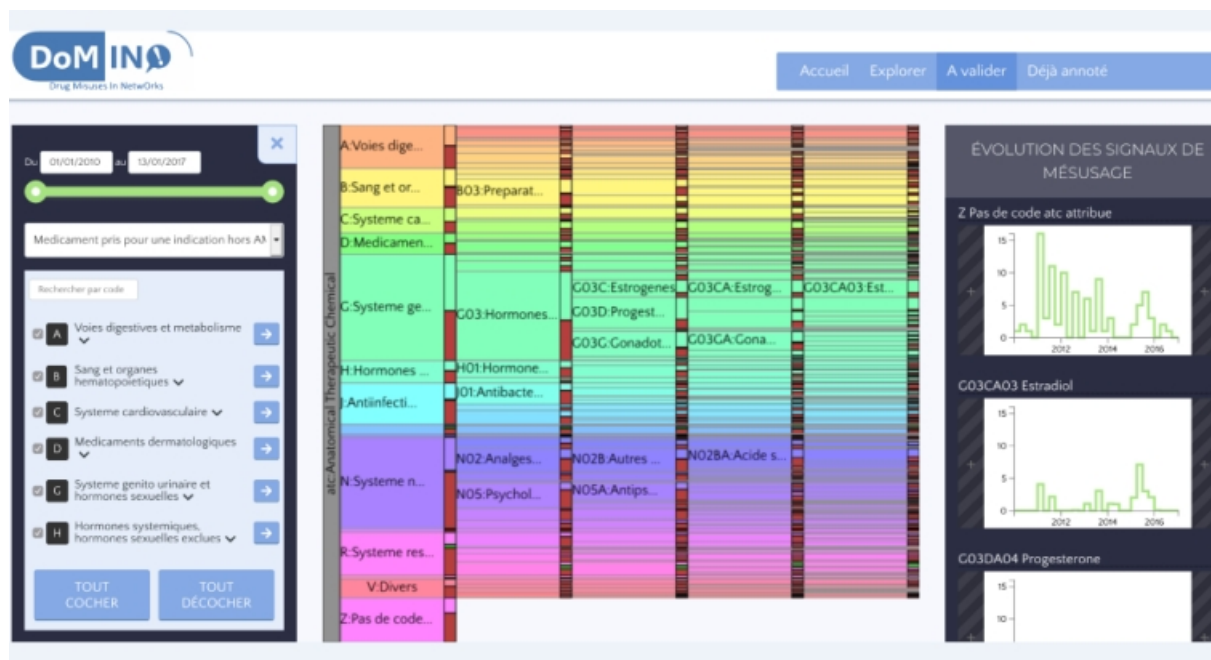 DoMINO
Drug Misuses In NetwOrks
Accueil Explorer A valider Déjà annoté
Du 01/01/2010 au 13/01/2017
Medicament pris pour une indication hors AM
Rechercher par code
A Voies digestives et metabolisme
B Sang et organes
hematopoietiques
C Systeme cardiovasculaire
D Medicaments dermatologiques
G Systeme genito urinaire et
hormones sexuelles
H Hormones systemiques,
hormones sexuelles exclues
TOUT
COCHER
TOUT
DÉCOCHER
atc:Anatomical Therapeutic Chemical
A:Voies dige...
B:Sang et or...
B03:Preparat...
C:Systeme ca...
D:Medicamen...
G:Systeme ge...
G03:Hormones...
G03C:Estrogenes
G03CA:Estrog...
G03CA03:Est...
G03D:Progest...
G03G:Gonadot...
G03GA:Gona...
H:Hormones ...
H01:Hormone...
J:Antiinfecti...
J01:Antibacte...
N:Systeme n...
N02:Analges...
N02B:Autres ...
N02BA:Acide s...
N05:Psychol...
N05A:Antips...
R:Systeme res...
V:Divers
Z:Pas de code...
ÉVOLUTION DES SIGNAUX DE
MÉSUSAGE
Z Pas de code atc attribue
15
10
5
0
2012 2014 2016
G03CA03 Estradiol
15
10
5
0
2012 2014 2016
G03DA04 Progesterone
15
10